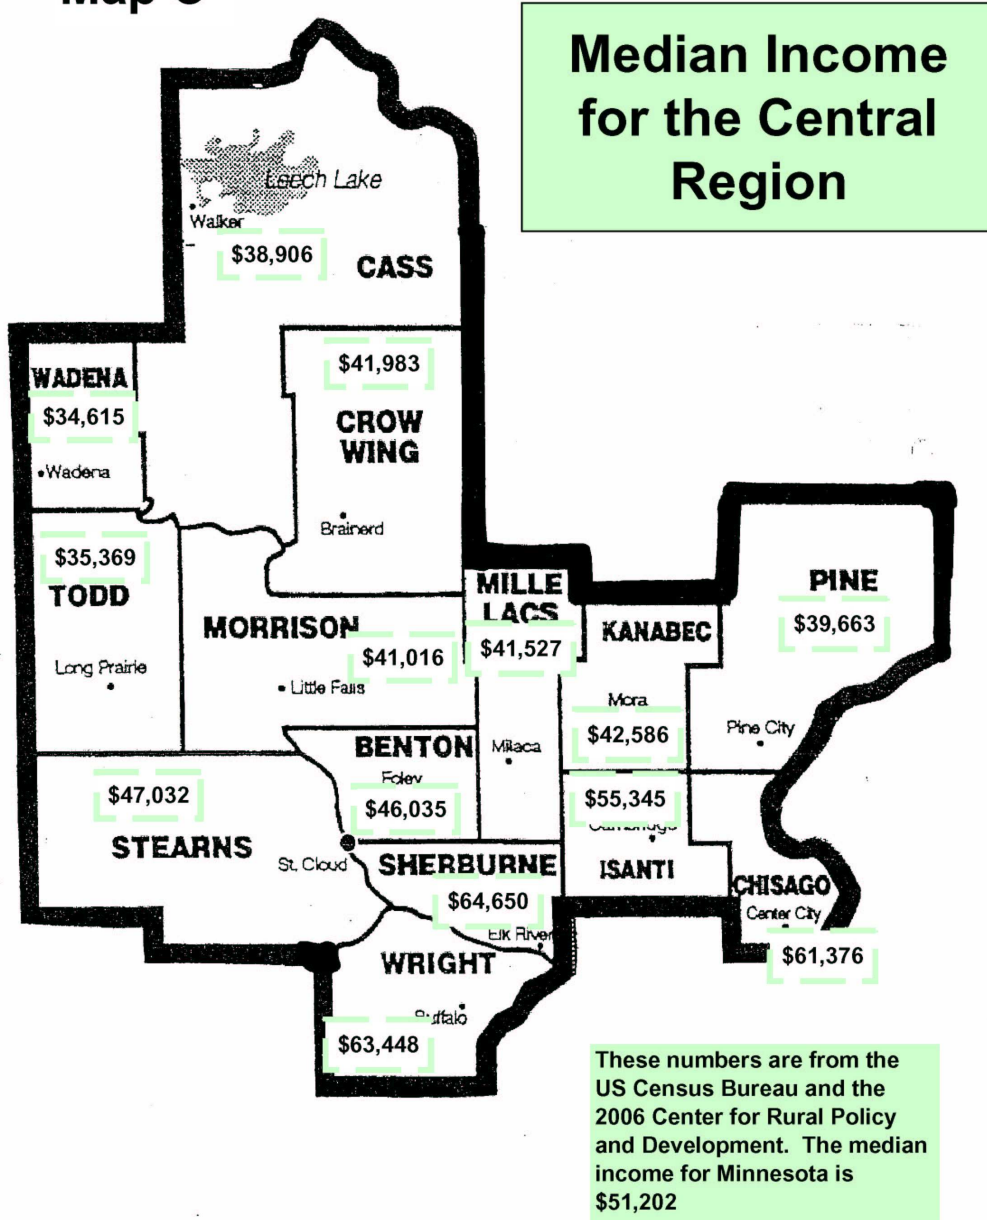 Median Income
for the Central
Region
Leech Lake
Walker
$38,906
CASS
$41,983
WADENA
$34,615
CROW
WING
Wadena
Brainerd
$35,369
TODD
MILLE
LACS
PINE
MORRISON
KANABEC
$39,663
$41,016
$41,527
Long Prairie
Little Falls
Mora
$42,586
Pine City
BENTON
Milaca
Foley
$47,032
$46,035
$55,345
Cambridge
STEARNS
St. Cloud
SHERBURNE
ISANTI
CHISAGO
$64,650
Center City
Elk River
WRIGHT
$61,376
Buffalo
$63,448
These numbers are from the
US Census Bureau and the
2006 Center for Rural Policy
and Development. The median
income for Minnesota is
$51,202